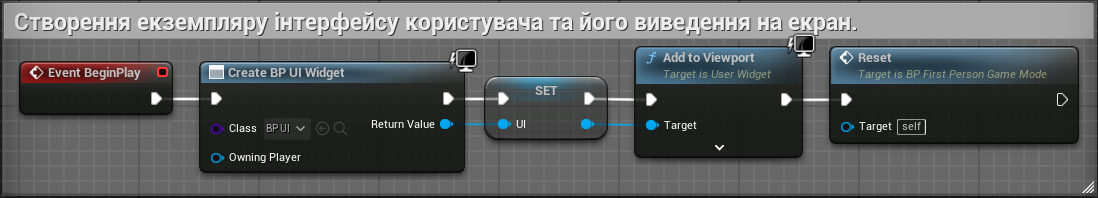 Створення екземпляру інтерфейсу користувача та його виведення на екран.
Event BeginPlay
Create BP UI Widget
Class
BP UI
Return Value
Owning Player
SET
UI
Add to Viewport
Target is User Widget
Target
Reset
Target is BP First Person Game Mode
Target
self